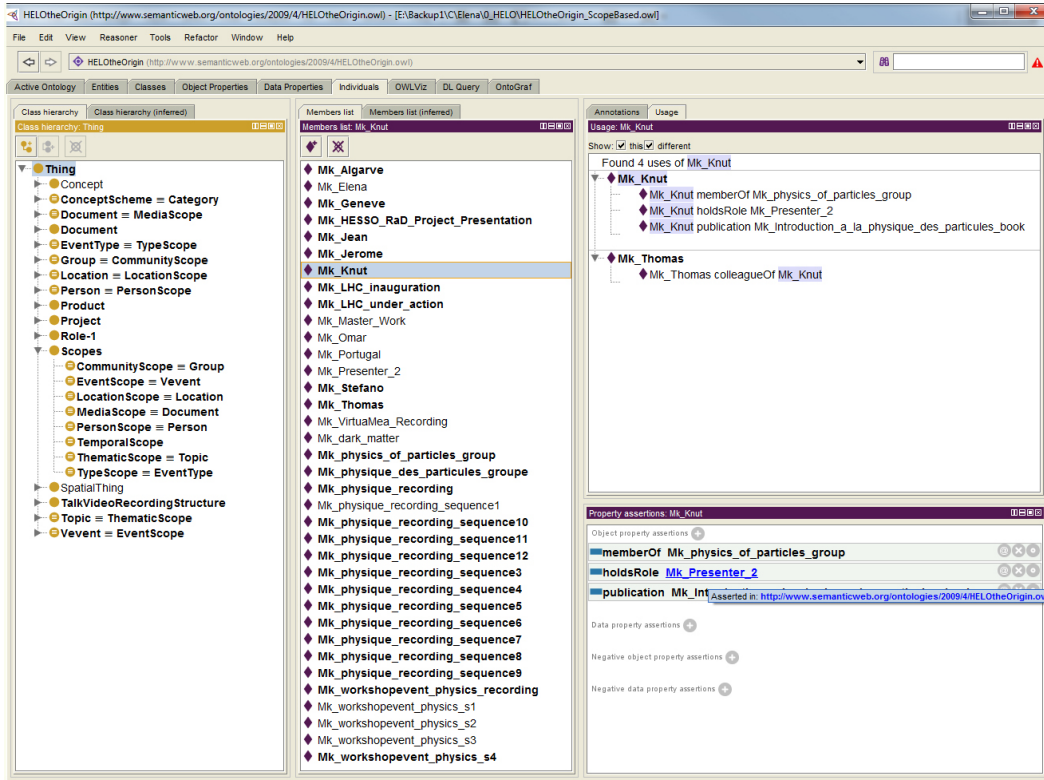 HELOtheOrigin (http://www.semanticweb.org/ontologies/2009/4/HELOtheOrigin.owl) - [E:\Backup1\C\Elena\0_HELO\HELOtheOrigin_ScopeBased.owl]
File Edit View Reasoner Tools Refactor Window Help
HELOtheOrigin (http://www.semanticweb.org/ontologies/2009/4/HELOtheOrigin.owl)
Active Ontology Entities Classes Object Properties Data Properties Individuals OWLViz DL Query OntoGraf
Class hierarchy Class hierarchy (inferred)
Class hierarchy: Thing
Thing
Concept
ConceptScheme ≡ Category
Document ≡ MediaScope
Document
EventType ≡ TypeScope
Group ≡ CommunityScope
Location ≡ LocationScope
Person ≡ PersonScope
Product
Project
Role-1
Scopes
CommunityScope ≡ Group
EventScope ≡ Vevent
LocationScope ≡ Location
MediaScope ≡ Document
PersonScope ≡ Person
TemporalScope
ThematicScope ≡ Topic
TypeScope ≡ EventType
SpatialThing
TalkVideoRecordingStructure
Topic ≡ ThematicScope
Vevent ≡ EventScope
Members list Members list (inferred)
Members list: Mk_Knut
Mk_Algarve
Mk_Elena
Mk_Geneve
Mk_HESSO_RaD_Project_Presentation
Mk_Jean
Mk_Jerome
Mk_Knut
Mk_LHC_inauguration
Mk_LHC_under_action
Mk_Master_Work
Mk_Omar
Mk_Portugal
Mk_Presenter_2
Mk_Stefano
Mk_Thomas
Mk_VirtuaMea_Recording
Mk_dark_matter
Mk_physics_of_particles_group
Mk_physique_des_particules_groupe
Mk_physique_recording
Mk_physique_recording_sequence1
Mk_physique_recording_sequence10
Mk_physique_recording_sequence11
Mk_physique_recording_sequence12
Mk_physique_recording_sequence3
Mk_physique_recording_sequence4
Mk_physique_recording_sequence5
Mk_physique_recording_sequence6
Mk_physique_recording_sequence7
Mk_physique_recording_sequence8
Mk_physique_recording_sequence9
Mk_workshopevent_physics_recording
Mk_workshopevent_physics_s1
Mk_workshopevent_physics_s2
Mk_workshopevent_physics_s3
Mk_workshopevent_physics_s4
Annotations Usage
Usage: Mk_Knut
Show: this different
Found 4 uses of Mk_Knut
Mk_Knut
Mk_Knut memberOf Mk_physics_of_particles_group
Mk_Knut holdsRole Mk_Presenter_2
Mk_Knut publication Mk_Introduction_a_la_physique_des_particules_book
Mk_Thomas
Mk_Thomas colleagueOf Mk_Knut
Property assertions: Mk_Knut
Object property assertions
memberOf Mk_physics_of_particles_group
holdsRole Mk_Presenter_2
publication Mk_Int
Asserted in: http://www.semanticweb.org/ontologies/2009/4/HELOtheOrigin.ow
Data property assertions
Negative object property assertions
Negative data property assertions